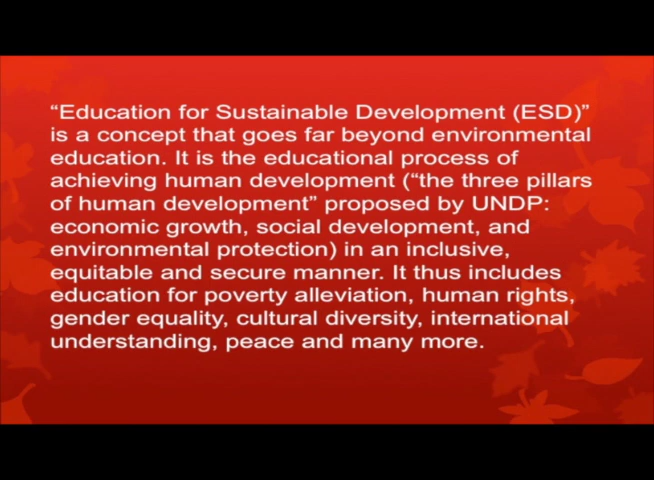 “Education for Sustainable Development (ESD)”
is a concept that goes far beyond environmental
education. It is the educational process of
achieving human development (“the three pillars
of human development” proposed by UNDP:
economic growth, social development, and
environmental protection) in an inclusive,
equitable and secure manner. It thus includes
education for poverty alleviation, human rights,
gender equality, cultural diversity, international
understanding, peace and many more.